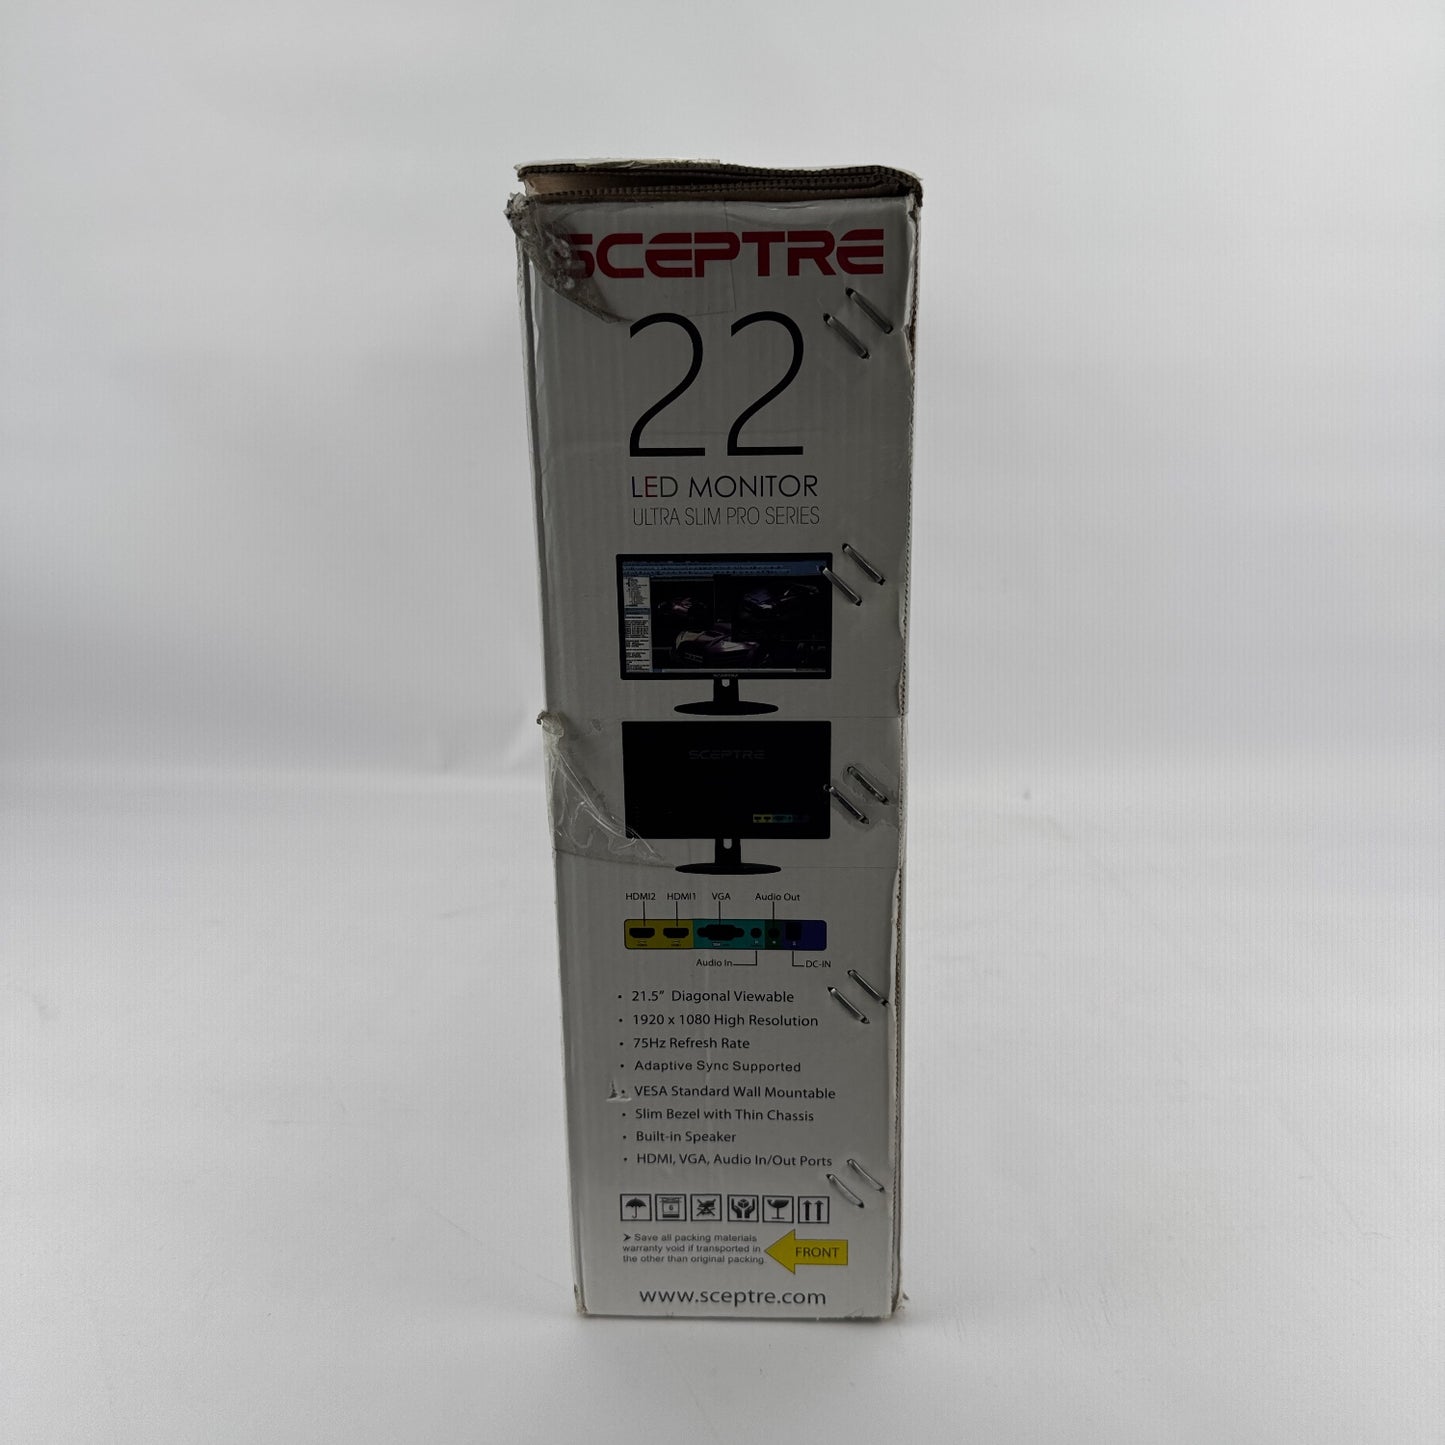 SCEPTRE
22
LED MONITOR
ULTRA SLIM PRO SERIES
SCEPTRE
SCEPTRE
HDMI2 HDMI1 VGA Audio Out
Audio In DC-IN
• 21.5" Diagonal Viewable
• 1920 x 1080 High Resolution
• 75Hz Refresh Rate
• Adaptive Sync Supported
• VESA Standard Wall Mountable
• Slim Bezel with Thin Chassis
• Built-in Speaker
• HDMI, VGA, Audio In/Out Ports
6
➤ Save all packing materials
warranty void if transported in
the other than original packing.
FRONT
www.sceptre.com